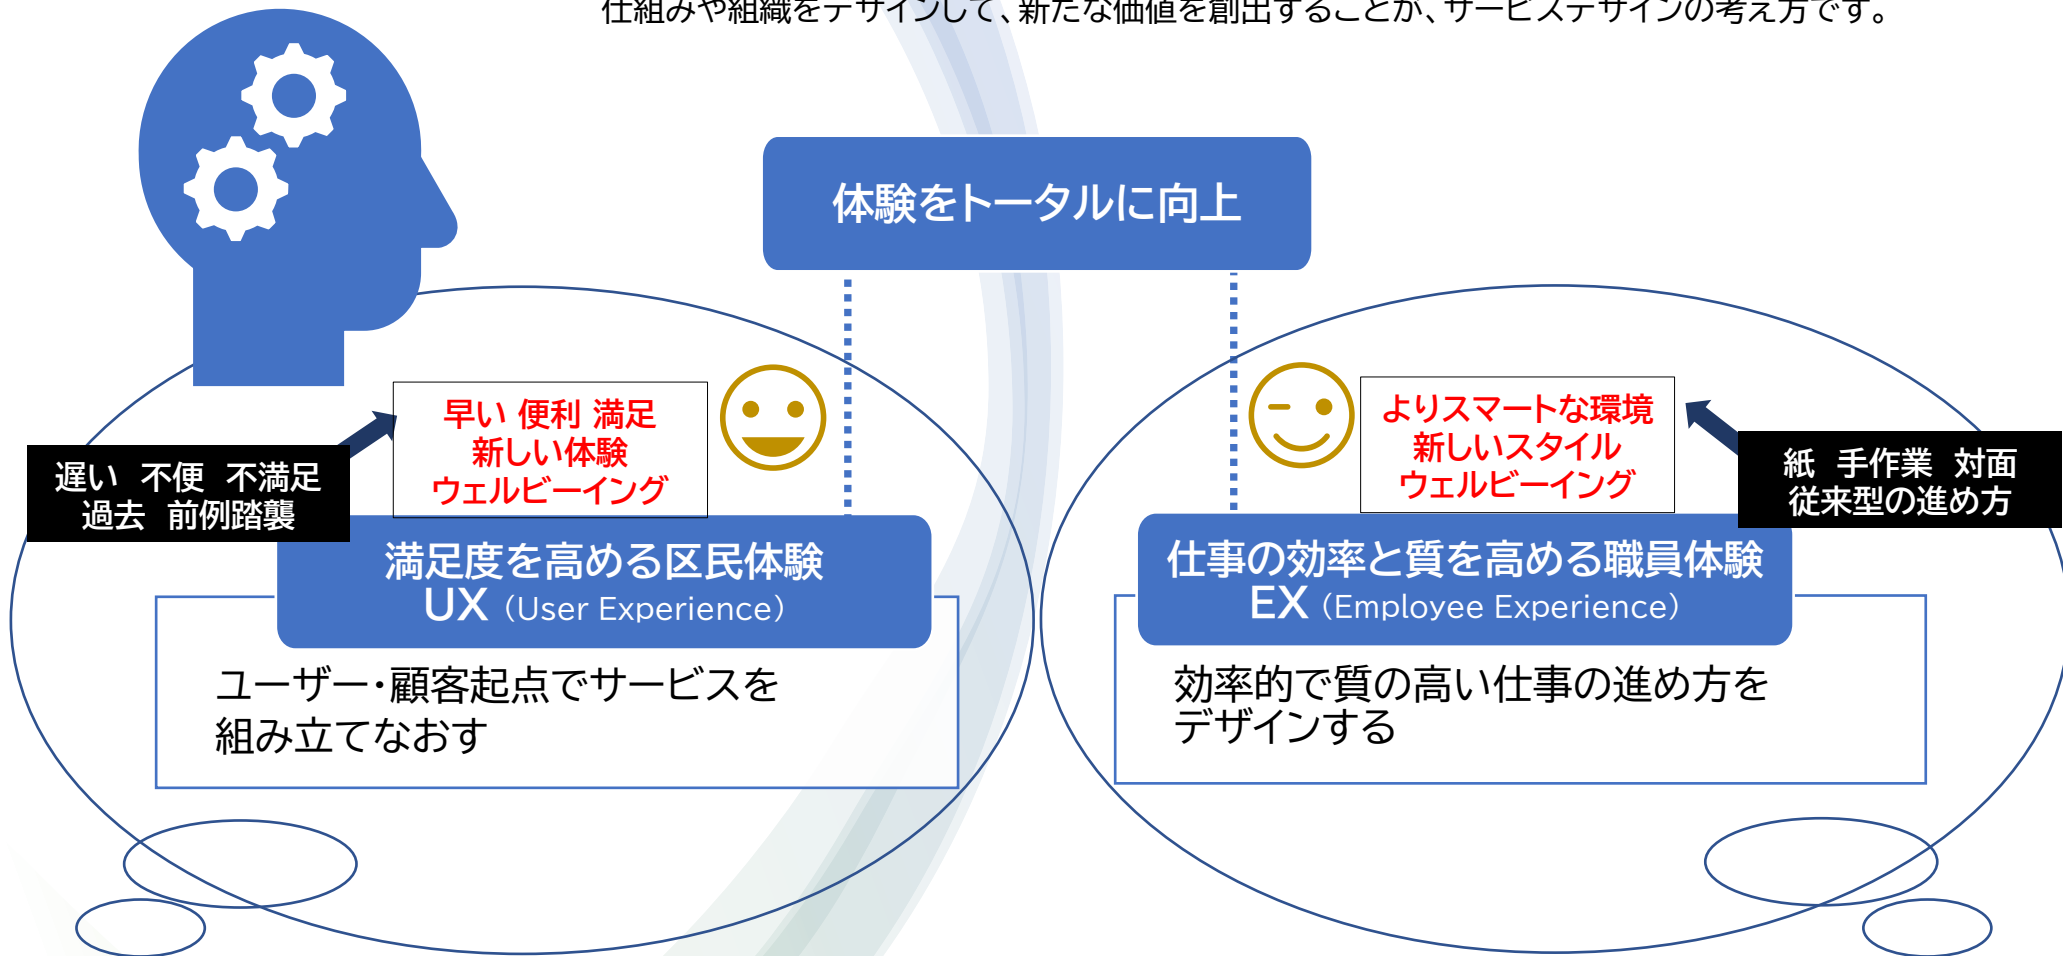 仕組みや組織をデザインして、新たな価値を創出することが、サービスデザインの考え方です。
体験をトータルに向上
早い 便利 満足
新しい体験
ウェルビーイング
遅い 不便 不満足
過去 前例踏襲
満足度を高める区民体験
UX（User Experience）
ユーザー・顧客起点でサービスを
組み立てなおす
よりスマートな環境
新しいスタイル
ウェルビーイング
紙 手作業 対面
従来型の進め方
仕事の効率と質を高める職員体験
EX（Employee Experience）
効率的で質の高い仕事の進め方を
デザインする